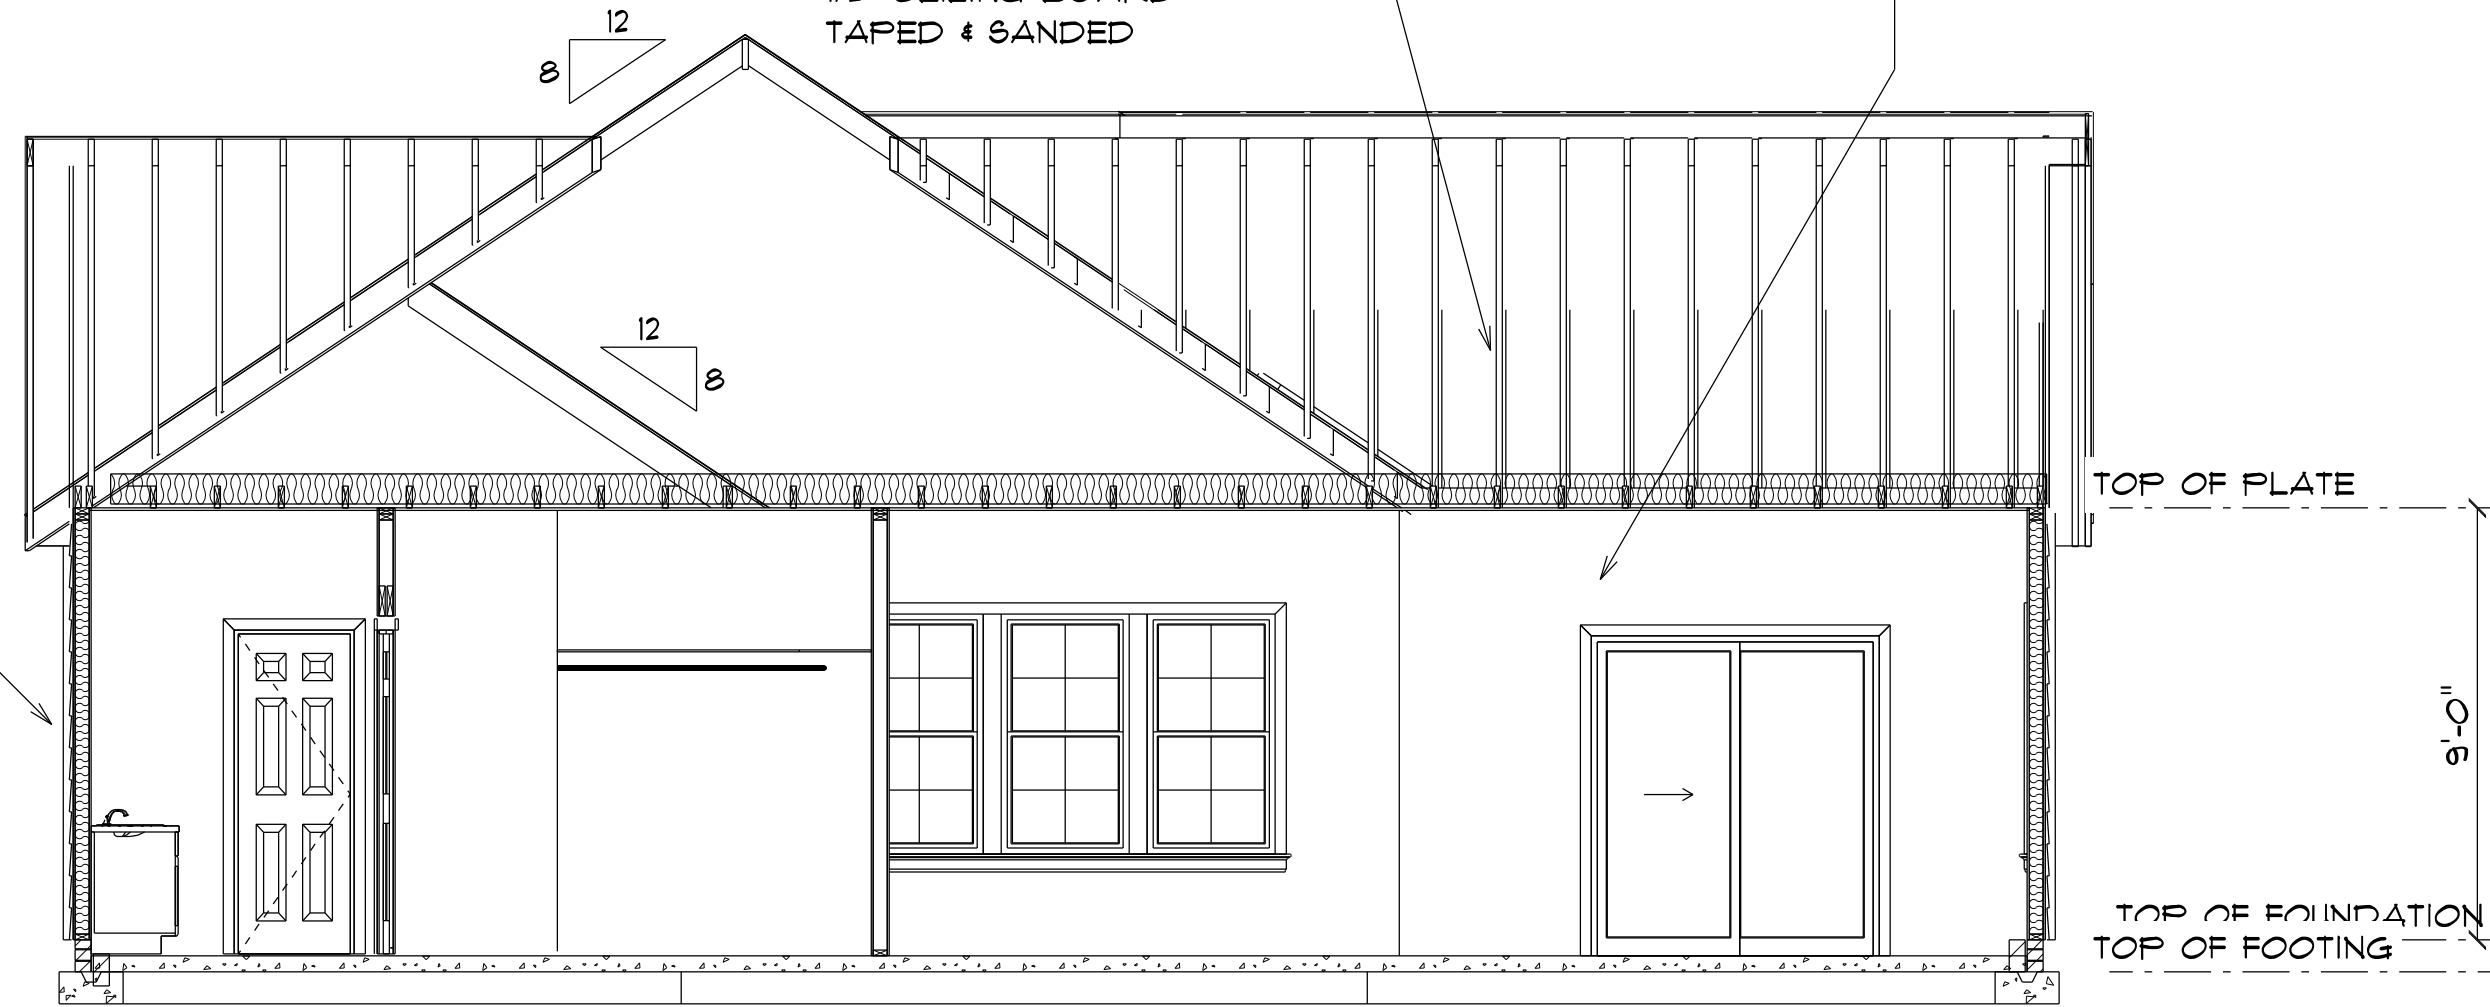 TAPED & SANDED
12
8
12
8
TOP OF PLATE
9'-0"
TOP OF FOUNDATION
TOP OF FOOTING